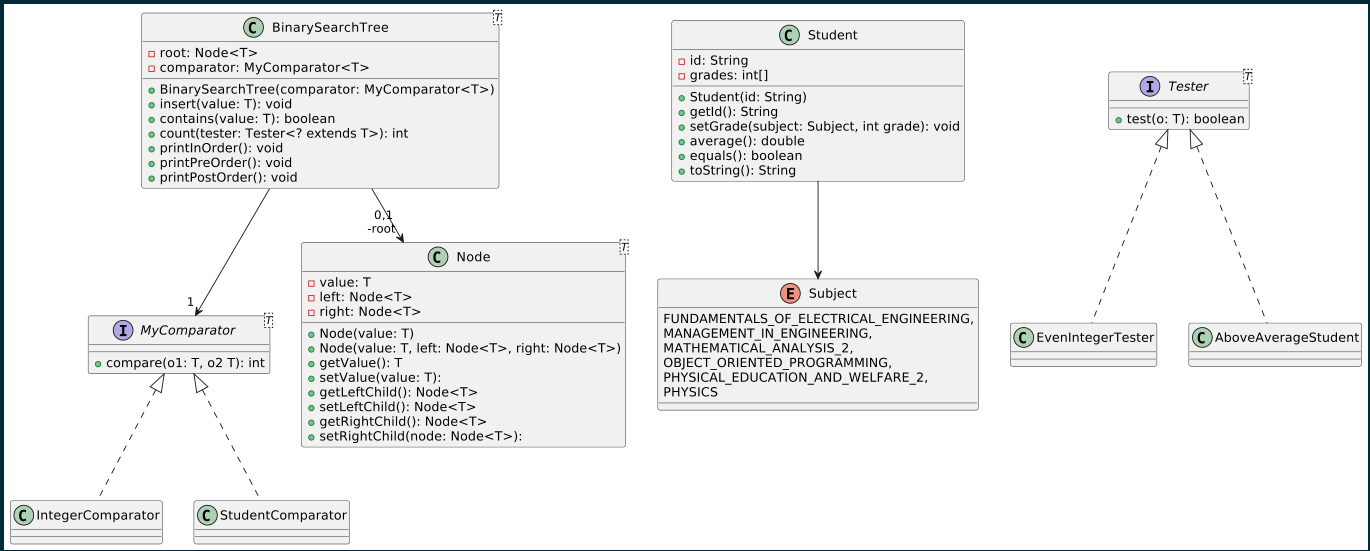 BinarySearchTree
T
root: Node<T>
comparator: MyComparator<T>
BinarySearchTree(comparator: MyComparator<T>)
insert(value: T): void
contains(value: T): boolean
count(tester: Tester<? extends T>): int
printInOrder(): void
printPreOrder(): void
printPostOrder(): void
0,1
-root
1
C
Node
T
value: T
left: Node<T>
right: Node<T>
Node(value: T)
Node(value: T, left: Node<T>, right: Node<T>)
getValue(): T
setValue(value: T):
getLeftChild(): Node<T>
setLeftChild(): Node<T>
getRightChild(): Node<T>
setRightChild(node: Node<T>):
I
MyComparator
T
compare(o1: T, o2 T): int
C IntegerComparator
C StudentComparator
C Student
id: String
grades: int[]
Student(id: String)
getId(): String
setGrade(subject: Subject, int grade): void
average(): double
equals(): boolean
toString(): String
E Subject
FUNDAMENTALS_OF_ELECTRICAL_ENGINEERING,
MANAGEMENT_IN_ENGINEERING,
MATHEMATICAL_ANALYSIS_2,
OBJECT_ORIENTED_PROGRAMMING,
PHYSICAL_EDUCATION_AND_WELFARE_2,
PHYSICS
I Tester
T
test(o: T): boolean
C EvenIntegerTester
C AboveAverageStudent